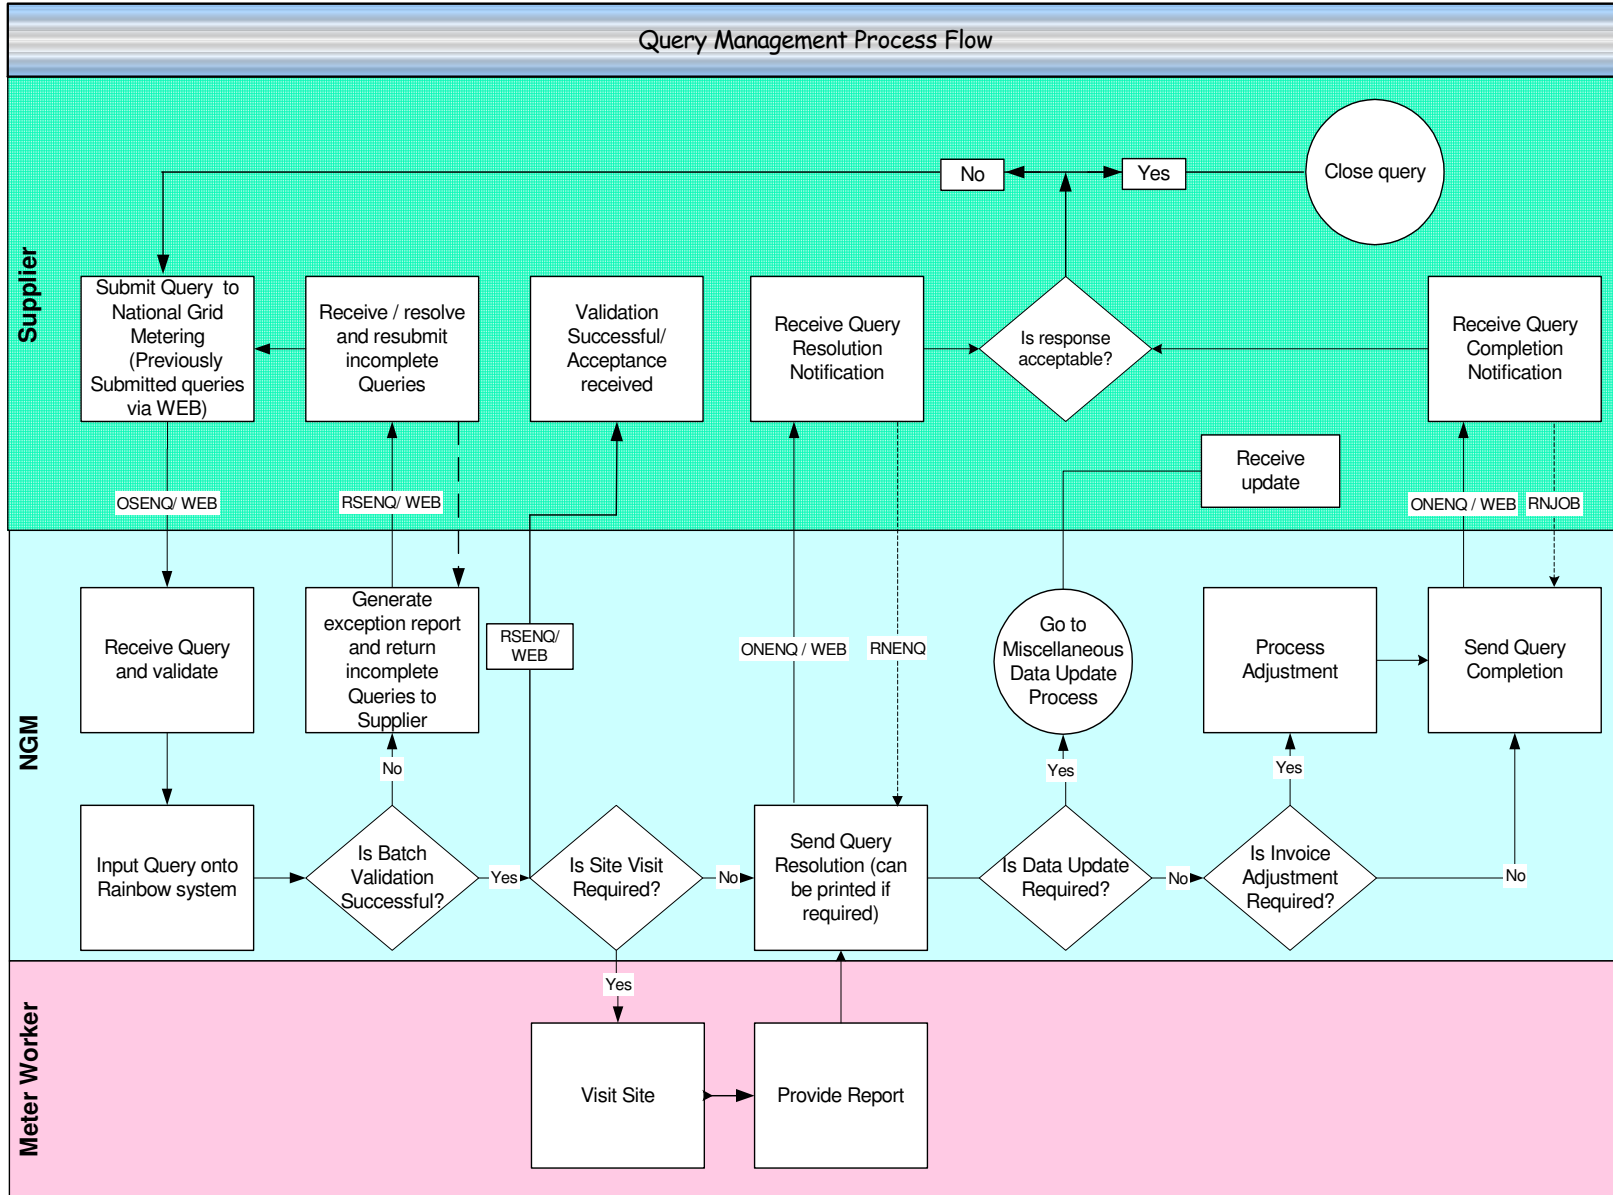 Query Management Process Flow
Supplier
No
Yes
Close query
Submit Query to
National Grid
Metering
(Previously
Submitted queries
via WEB)
Receive / resolve
and resubmit
incomplete
Queries
Validation
Successful/
Acceptance
received
Receive Query
Resolution
Notification
Is response
acceptable?
Receive Query
Completion
Notification
Receive
update
OSENQ/ WEB
RSENQ/ WEB
ONENQ / WEB
RNJOB
NGM
Receive Query
and validate
Generate
exception report
and return
incomplete
Queries to
Supplier
RSENQ/
WEB
ONENQ / WEB
RNENQ
Go to
Miscellaneous
Data Update
Process
Process
Adjustment
Send Query
Completion
No
Yes
Yes
Input Query onto
Rainbow system
Is Batch
Validation
Successful?
Yes
Is Site Visit
Required?
No
Send Query
Resolution (can
be printed if
required)
Is Data Update
Required?
No
Is Invoice
Adjustment
Required?
No
Meter Worker
Yes
Visit Site
Provide Report